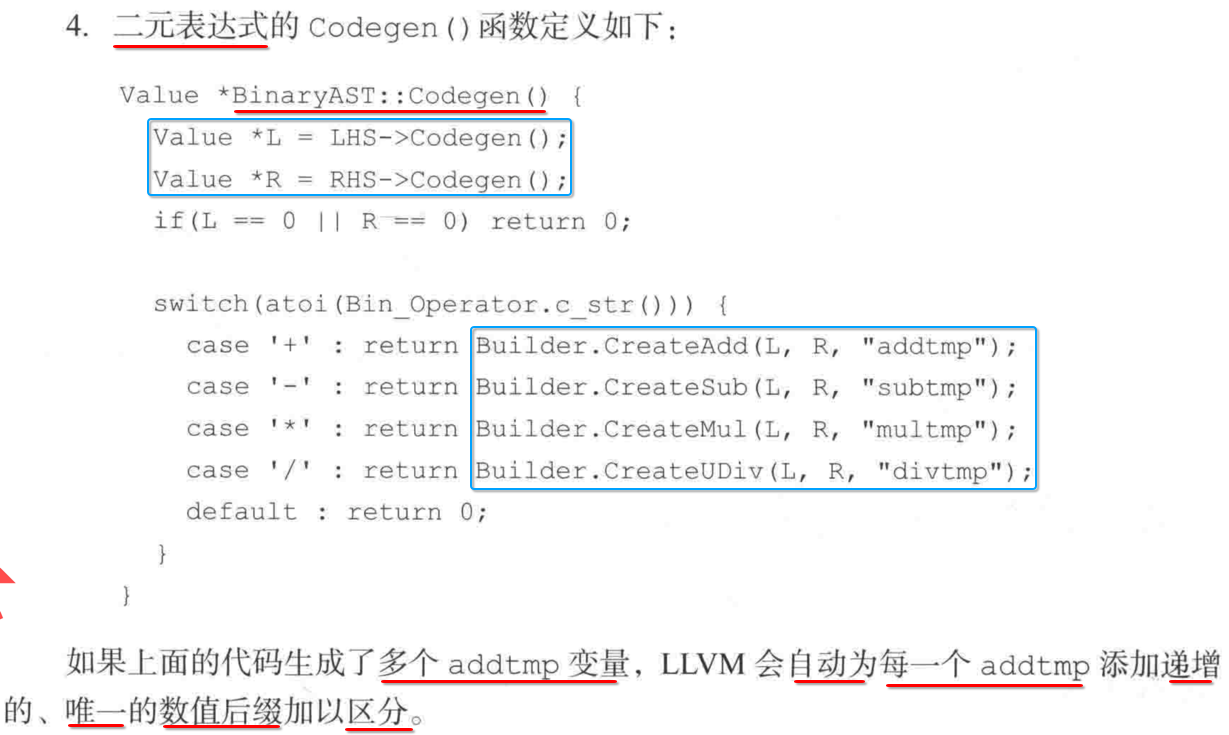 4. 二元表达式的 Codegen()函数定义如下：
Value *BinaryAST::Codegen() {
Value *L = LHS->Codegen();
Value *R = RHS->Codegen();
if(L == 0 || R == 0) return 0;
switch(atoi(Bin_Operator.c_str())) {
case '+' : return Builder.CreateAdd(L, R, "addtmp");
case '-' : return Builder.CreateSub(L, R, "subtmp");
case '*' : return Builder.CreateMul(L, R, "multmp");
case '/' : return Builder.CreateUDiv(L, R, "divtmp");
default : return 0;
}
}
如果上面的代码生成了多个 addtmp 变量，LLVM 会自动为每一个 addtmp 添加递增
的、唯一的数值后缀加以区分。